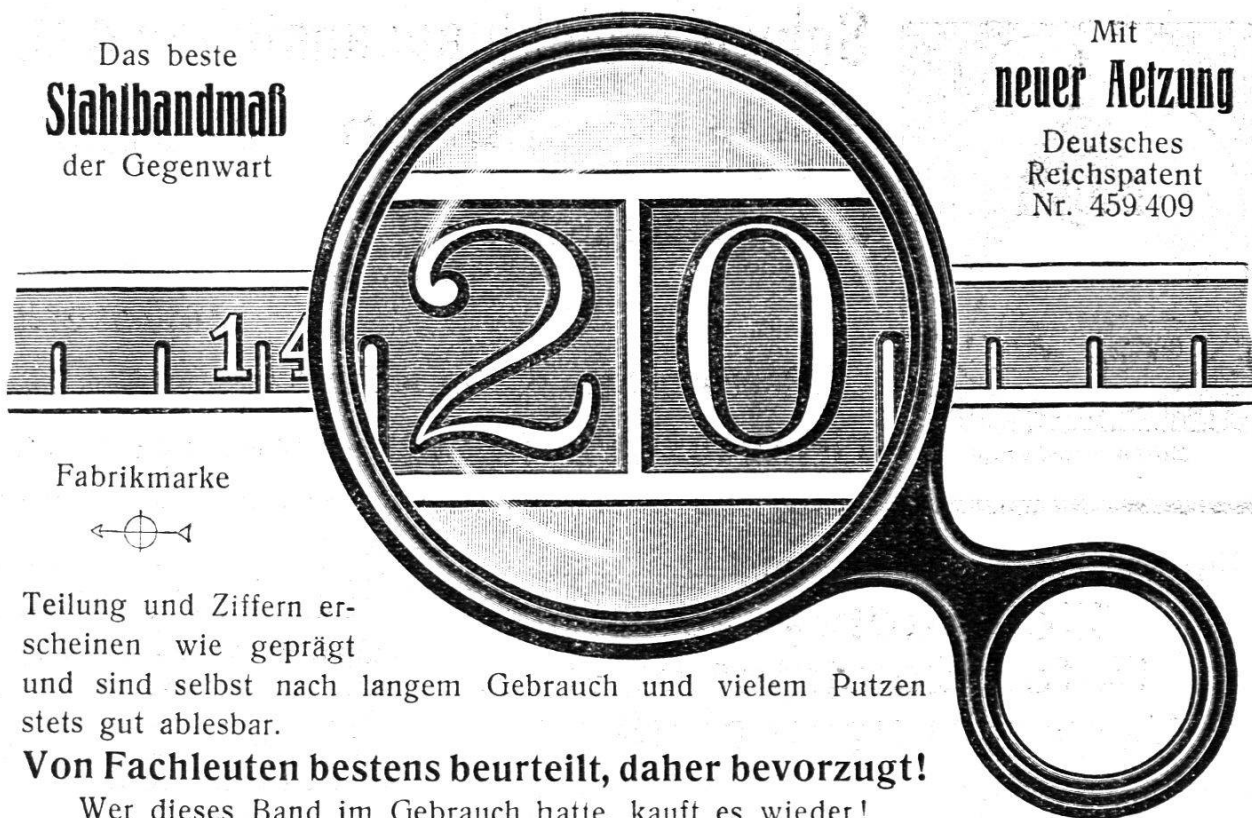 Das beste
Stahlbandmaß
der Gegenwart
Mit
neuer Aetzung
Deutsches
Reichspatent
Nr. 459 409
14
20
Fabrikmarke
Teilung und Ziffern er-
scheinen wie geprägt
und sind selbst nach langem Gebrauch und vielem Putzen
stets gut ablesbar.
Von Fachleuten bestens beurteilt, daher bevorzugt!
Wer dieses Band im Gebrauch hatte, kauft es wieder!